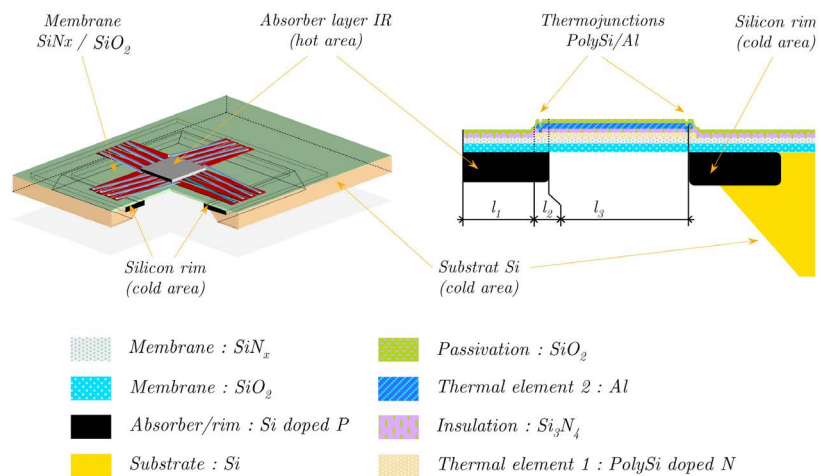 Membrane
SiNx / SiO2
Absorber layer IR
(hot area)
Thermojunctions
PolySi/Al
Silicon rim
(cold area)
l1
l2
l3
Silicon rim
(cold area)
Substrat Si
(cold area)
Membrane : SiNx
Membrane : SiO2
Absorber/rim : Si doped P
Substrate : Si
Passivation : SiO2
Thermal element 2 : Al
Insulation : Si3N4
Thermal element 1 : PolySi doped N